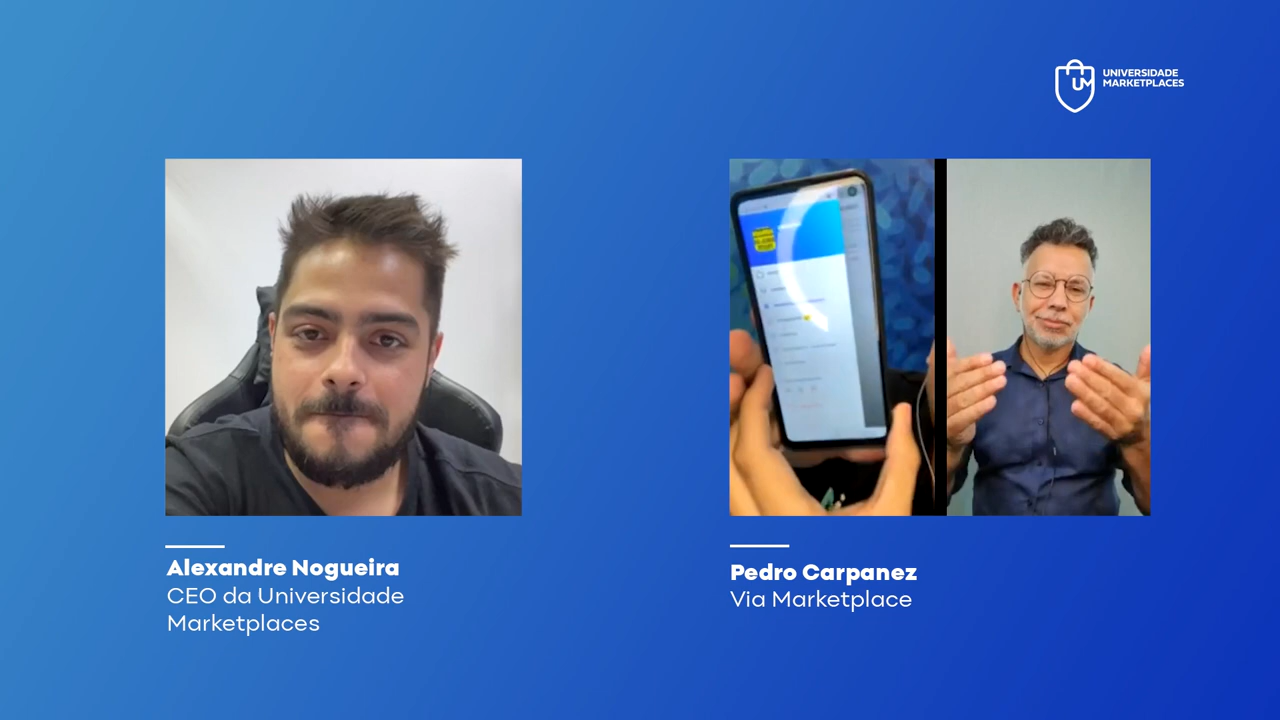 UNIVERSIDADE
MARKETPLACES
Alexandre Nogueira
CEO da Universidade
Marketplaces
Pedro Carpanez
Via Marketplace